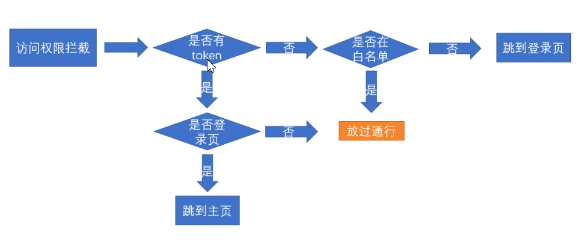 访问权限拦截
是否有
token
否
是否在
白名单
否
跳到登录页
是
是
是否登
录页
否
放过通行
是
跳到主页